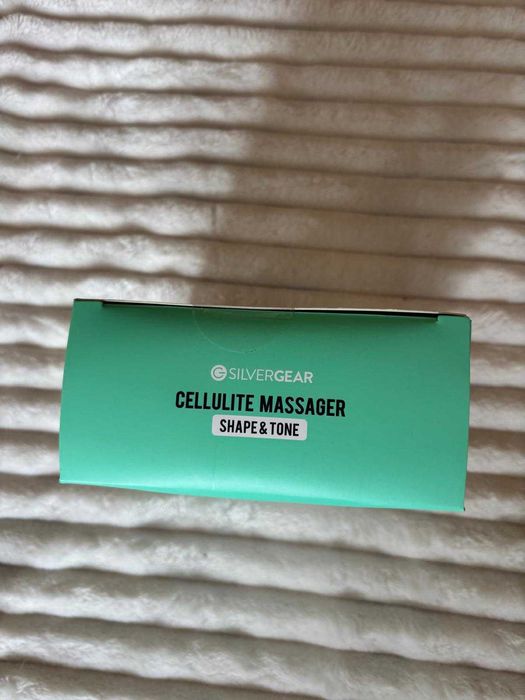 SILVERGEAR
CELLULITE MASSAGER
SHAPE & TONE